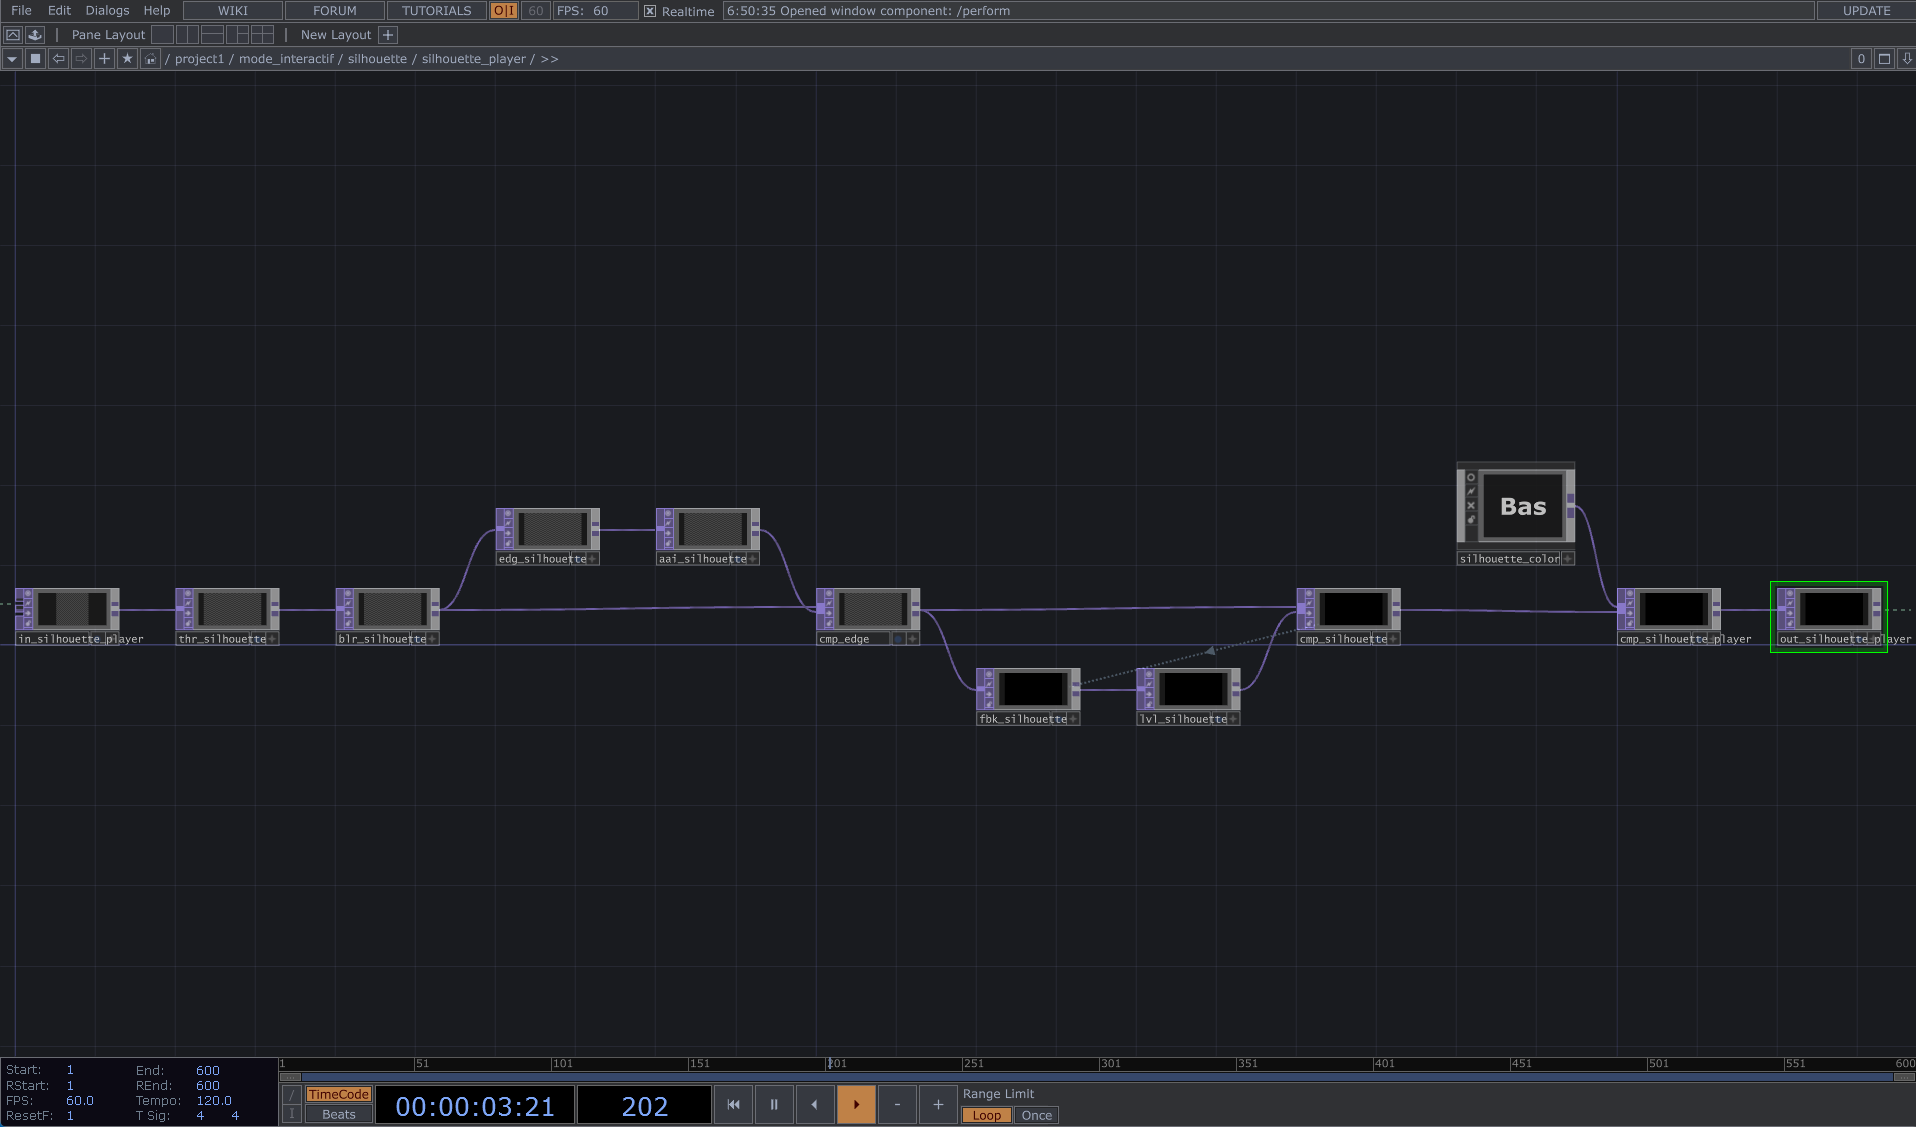 File Edit Dialogs Help WIKI FORUM TUTORIALS O|I 60 FPS: 60 Realtime 6:50:35 Opened window component: /perform UPDATE
Pane Layout New Layout +
/ project1 / mode_interactif / silhouette / silhouette_player / >> 0
Bas
edg_silhouette aai_silhouette silhouette_color
in_silhouette_player thr_silhouette blr_silhouette cmp_edge cmp_silhouette cmp_silhouette_player out_silhouette_player
fbk_silhouette lvl_silhouette
1 51 101 151 201 251 301 351 401 451 501 551 600
Start: 1 End: 600
RStart: 1 REnd: 600
FPS: 60.0 Tempo: 120.0
ResetF: 1 T Sig: 4 4
TimeCode
Beats
00:00:03:21 202 - +
Range Limit
Loop Once